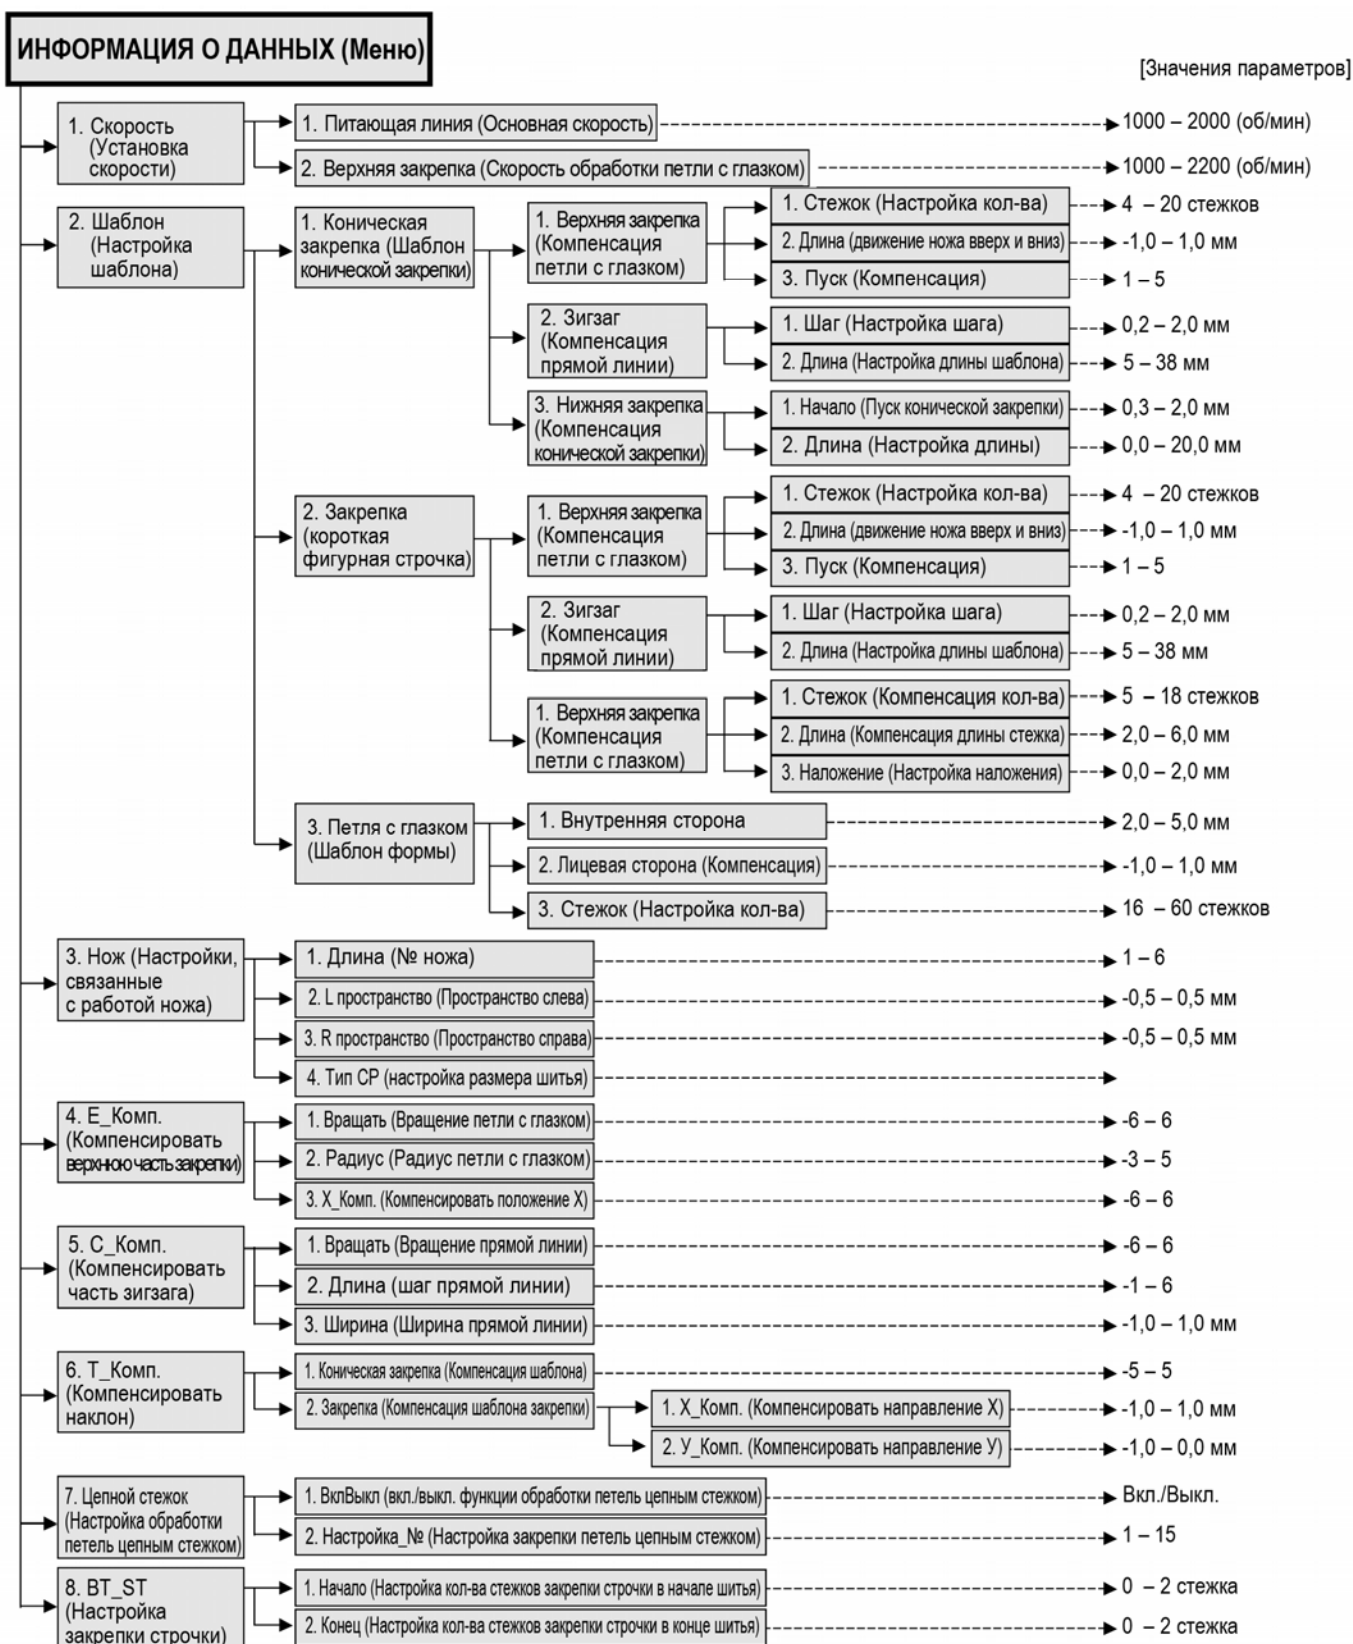 ИНФОРМАЦИЯ О ДАННЫХ (Меню)
[Значения параметров]
1. Скорость
(Установка
скорости)
1. Питающая линия (Основная скорость)
1000 – 2000 (об/мин)
2. Верхняя закрепка (Скорость обработки петли с глазком)
1000 – 2200 (об/мин)
2. Шаблон
(Настройка
шаблона)
1. Коническая
закрепка (Шаблон
конической закрепки)
1. Верхняя закрепка
(Компенсация
петли с глазком)
1. Стежок (Настройка кол-ва)
4 – 20 стежков
2. Длина (движение ножа вверх и вниз)
-1,0 – 1,0 мм
3. Пуск (Компенсация)
1 – 5
2. Зигзаг
(Компенсация
прямой линии)
1. Шаг (Настройка шага)
0,2 – 2,0 мм
2. Длина (Настройка длины шаблона)
5 – 38 мм
3. Нижняя закрепка
(Компенсация
конической закрепки)
1. Начало (Пуск конической закрепки)
0,3 – 2,0 мм
2. Длина (Настройка длины)
0,0 – 20,0 мм
2. Закрепка
(короткая
фигурная строчка)
1. Верхняя закрепка
(Компенсация
петли с глазком)
1. Стежок (Настройка кол-ва)
4 – 20 стежков
2. Длина (движение ножа вверх и вниз)
-1,0 – 1,0 мм
3. Пуск (Компенсация)
1 – 5
2. Зигзаг
(Компенсация
прямой линии)
1. Шаг (Настройка шага)
0,2 – 2,0 мм
2. Длина (Настройка длины шаблона)
5 – 38 мм
1. Верхняя закрепка
(Компенсация
петли с глазком)
1. Стежок (Компенсация кол-ва)
5 – 18 стежков
2. Длина (Компенсация длины стежка)
2,0 – 6,0 мм
3. Наложение (Настройка наложения)
0,0 – 2,0 мм
3. Петля с глазком
(Шаблон формы)
1. Внутренняя сторона
2,0 – 5,0 мм
2. Лицевая сторона (Компенсация)
-1,0 – 1,0 мм
3. Стежок (Настройка кол-ва)
16 – 60 стежков
3. Нож (Настройки,
связанные
с работой ножа)
1. Длина (№ ножа)
1 – 6
2. L пространство (Пространство слева)
-0,5 – 0,5 мм
3. R пространство (Пространство справа)
-0,5 – 0,5 мм
4. Тип СР (настройка размера шитья)
4. Е_Комп.
(Компенсировать
верхнюю часть закрепки)
1. Вращать (Вращение петли с глазком)
-6 – 6
2. Радиус (Радиус петли с глазком)
-3 – 5
3. Х_Комп. (Компенсировать положение Х)
-6 – 6
5. С_Комп.
(Компенсировать
часть зигзага)
1. Вращать (Вращение прямой линии)
-6 – 6
2. Длина (шаг прямой линии)
-1 – 6
3. Ширина (Ширина прямой линии)
-1,0 – 1,0 мм
6. Т_Комп.
(Компенсировать
наклон)
1. Коническая закрепка (Компенсация шаблона)
-5 – 5
2. Закрепка (Компенсация шаблона закрепки)
1. Х_Комп. (Компенсировать направление Х)
-1,0 – 1,0 мм
2. У_Комп. (Компенсировать направление У)
-1,0 – 0,0 мм
7. Цепной стежок
(Настройка обработки
петель цепным стежком)
1. ВклВыкл (вкл./выкл. функции обработки петель цепным стежком)
Вкл./Выкл.
2. Настройка_№ (Настройка закрепки петель цепным стежком)
1 – 15
8. BT_ST
(Настройка
закрепки строчки)
1. Начало (Настройка кол-ва стежков закрепки строчки в начале шитья)
0 – 2 стежка
2. Конец (Настройка кол-ва стежков закрепки строчки в конце шитья)
0 – 2 стежка